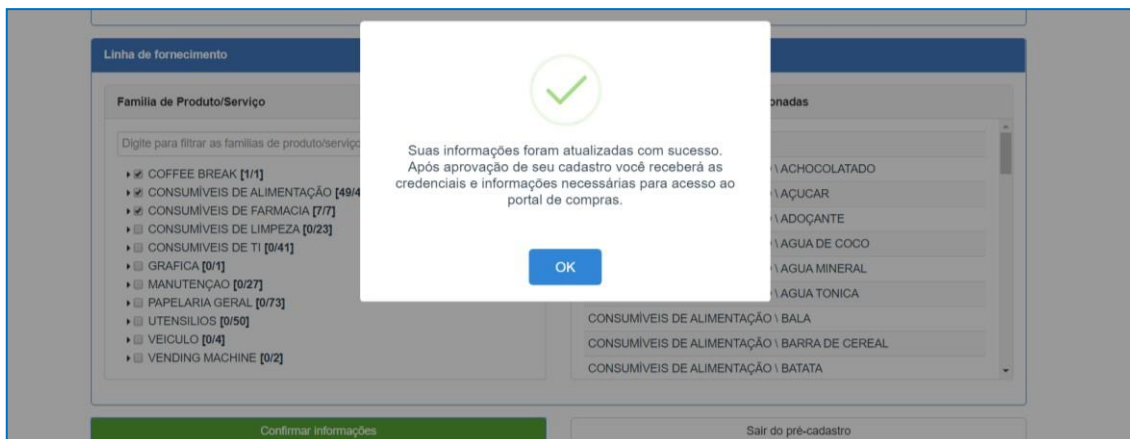 Linha de fornecimento
Familia de Produto/Serviço
Digite para filtrar as familias de produto/serviço
COFFEE BREAK [1/1]
CONSUMÍVEIS DE ALIMENTAÇÃO [49/4
CONSUMÍVEIS DE FARMACIA [7/7]
CONSUMÍVEIS DE LIMPEZA [0/23]
CONSUMIVEIS DE TI [0/41]
GRAFICA [0/1]
MANUTENÇAO [0/27]
PAPELARIA GERAL [0/73]
UTENSILIOS [0/50]
VEICULO [0/4]
VENDING MACHINE [0/2]
Suas informações foram atualizadas com sucesso.
Após aprovação de seu cadastro você receberá as
credenciais e informações necessárias para acesso ao
portal de compras.
OK
onadas
\ ACHOCOLATADO
\ AÇUCAR
\ ADOÇANTE
\ AGUA DE COCO
\ AGUA MINERAL
\ AGUA TONICA
CONSUMÍVEIS DE ALIMENTAÇÃO \ BALA
CONSUMÍVEIS DE ALIMENTAÇÃO \ BARRA DE CEREAL
CONSUMÍVEIS DE ALIMENTAÇÃO \ BATATA
Confirmar informações
Sair do pré-cadastro